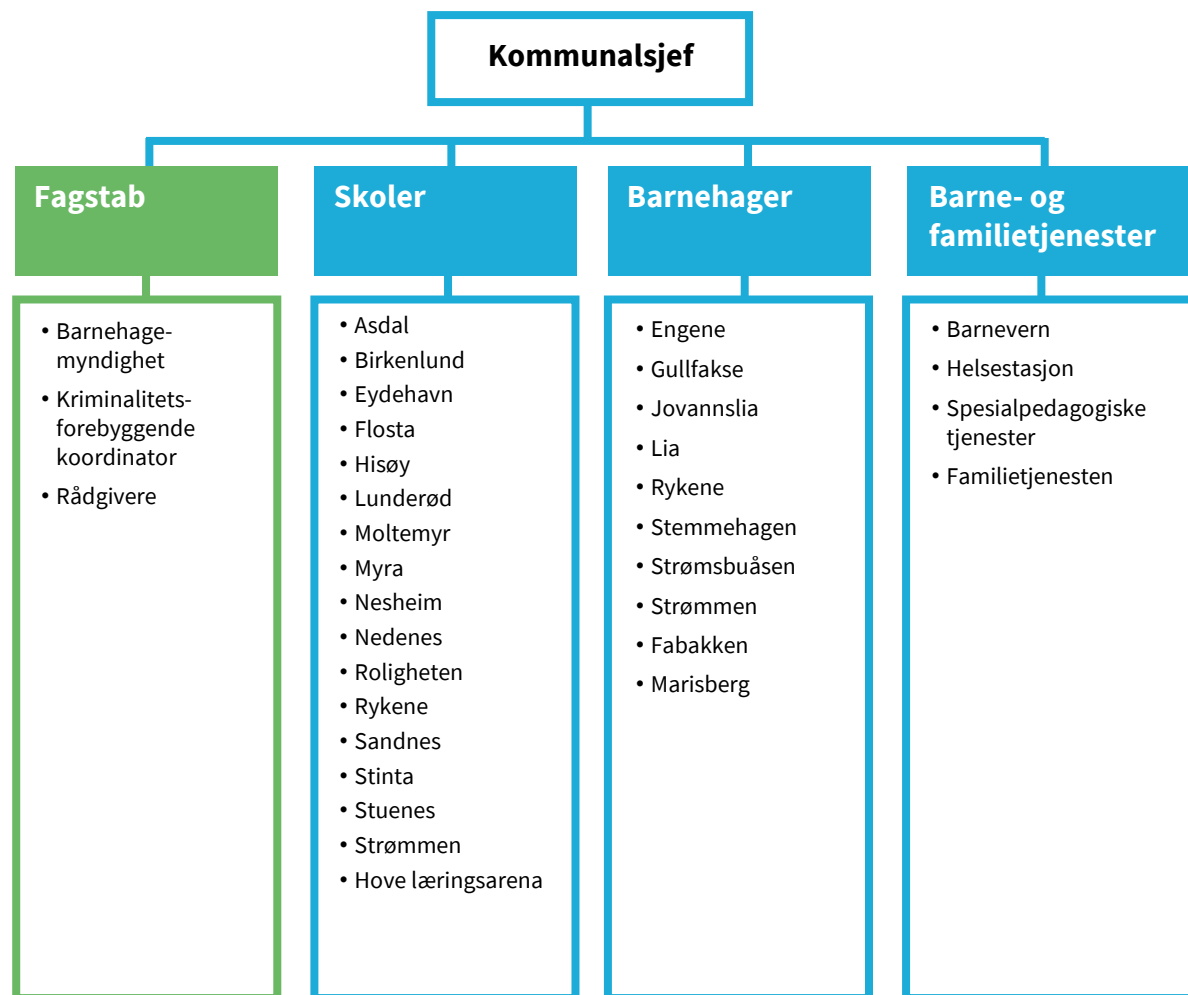 Kommunalsjef
Fagstab
• Barnehage-
myndighet
• Kriminalitets-
forebyggende
koordinator
• Rådgivere
Skoler
• Asdal
• Birkenlund
• Eydehavn
• Flosta
• Hisøy
• Lunderød
• Moltemyr
• Myra
• Nesheim
• Nedenes
• Roligheten
• Rykene
• Sandnes
• Stinta
• Stuenes
• Strømmen
• Hove læringsarena
Barnehager
• Engene
• Gullfakse
• Jovannslia
• Lia
• Rykene
• Stemmehagen
• Strømsbuåsen
• Strømmen
• Fabakken
• Marisberg
Barne- og
familietjenester
• Barnevern
• Helsestasjon
• Spesialpedagogiske
tjenester
• Familietjenesten